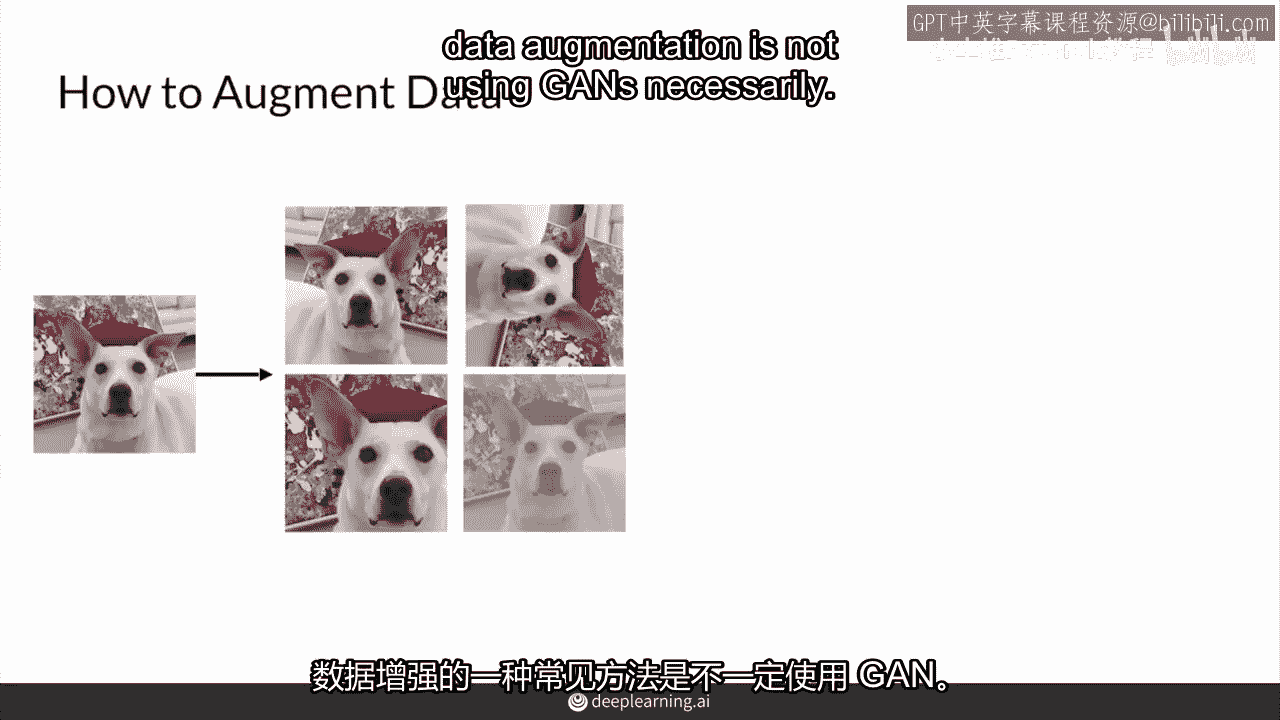 GPT中英字幕课程资源@bilibili.com
data augmentation is not
using GANs necessarily.
How to Augment Data
数据增强的一种常见方法是不一定使用 GAN。
deeplearning.ai